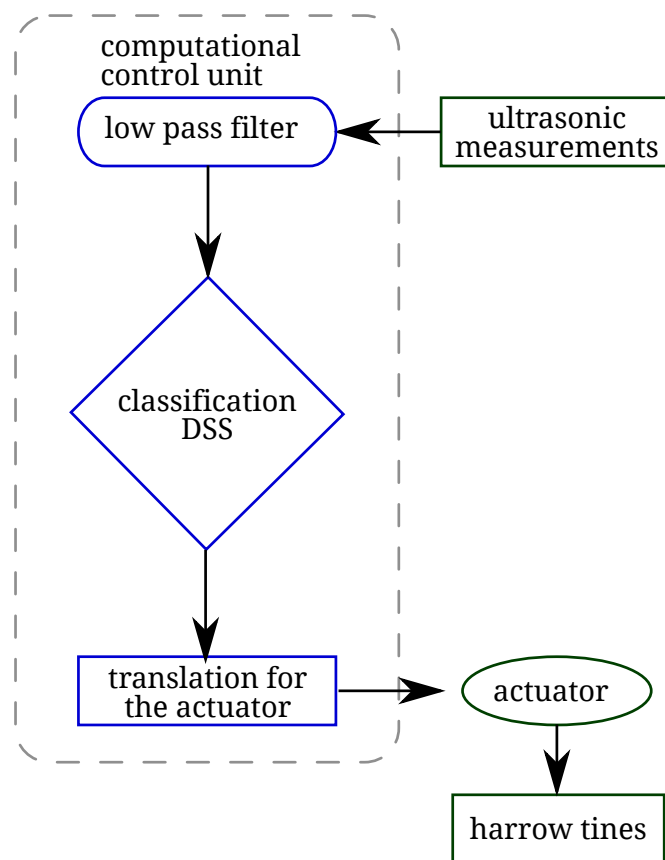 computational
control unit
low pass filter
ultrasonic
measurements
classification
DSS
translation for
the actuator
actuator
harrow tines